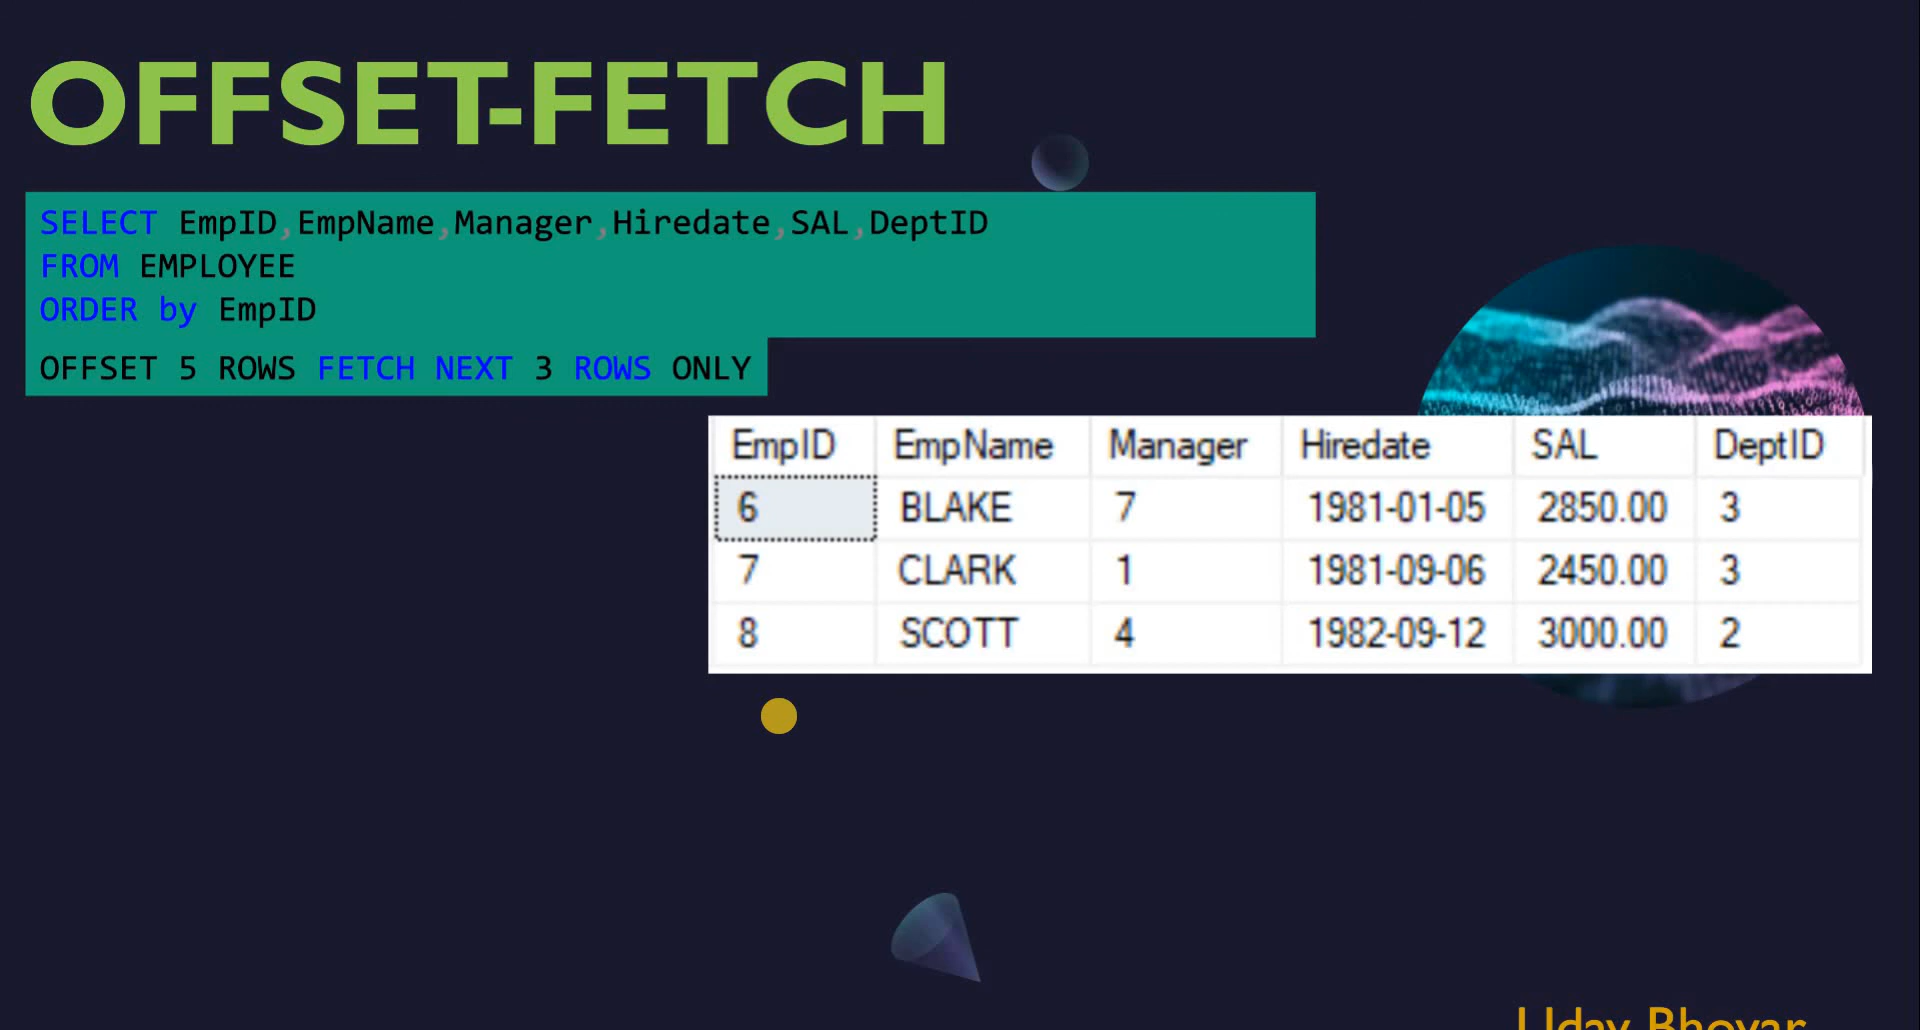 OFFSET-FETCH
SELECT EmpID,EmpName,Manager,Hiredate,SAL,DeptID
FROM EMPLOYEE
ORDER by EmpID
OFFSET 5 ROWS FETCH NEXT 3 ROWS ONLY
EmpID EmpName Manager Hiredate SAL DeptID
6 BLAKE 7 1981-01-05 2850.00 3
7 CLARK 1 1981-09-06 2450.00 3
8 SCOTT 4 1982-09-12 3000.00 2
Uday Bhoyar